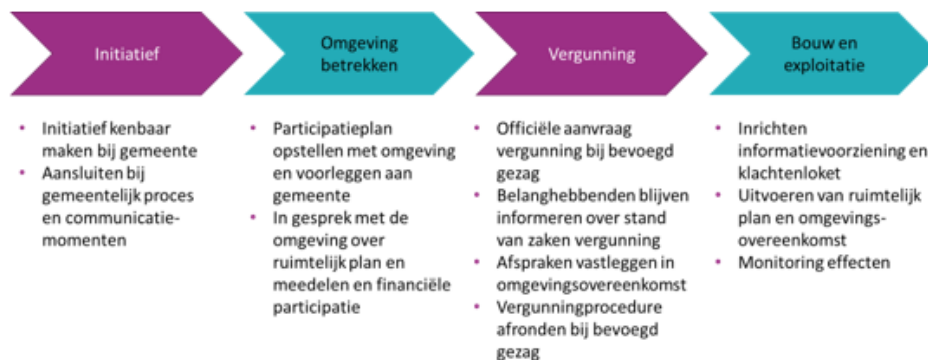 Initiatief
Omgeving
betrekken
Vergunning
Bouw en
exploitatie
• Initiatief kenbaar
maken bij gemeente
• Aansluiten bij
gemeentelijk proces
en communicatie-
momenten
• Participatieplan
opstellen met omgeving
en voorleggen aan
gemeente
• In gesprek met de
omgeving over
ruimtelijk plan en
meedelen en financiële
participatie
• Officiële aanvraag
vergunning bij bevoegd
gezag
• Belanghebbenden blijven
informeren over stand
van zaken vergunning
• Afspraken vastleggen in
omgevingsovereenkomst
• Vergunningprocedure
afronden bij bevoegd
gezag
• Inrichten
informatievoorziening en
klachtenloket
• Uitvoeren van ruimtelijk
plan en omgevings-
overeenkomst
• Monitoring effecten